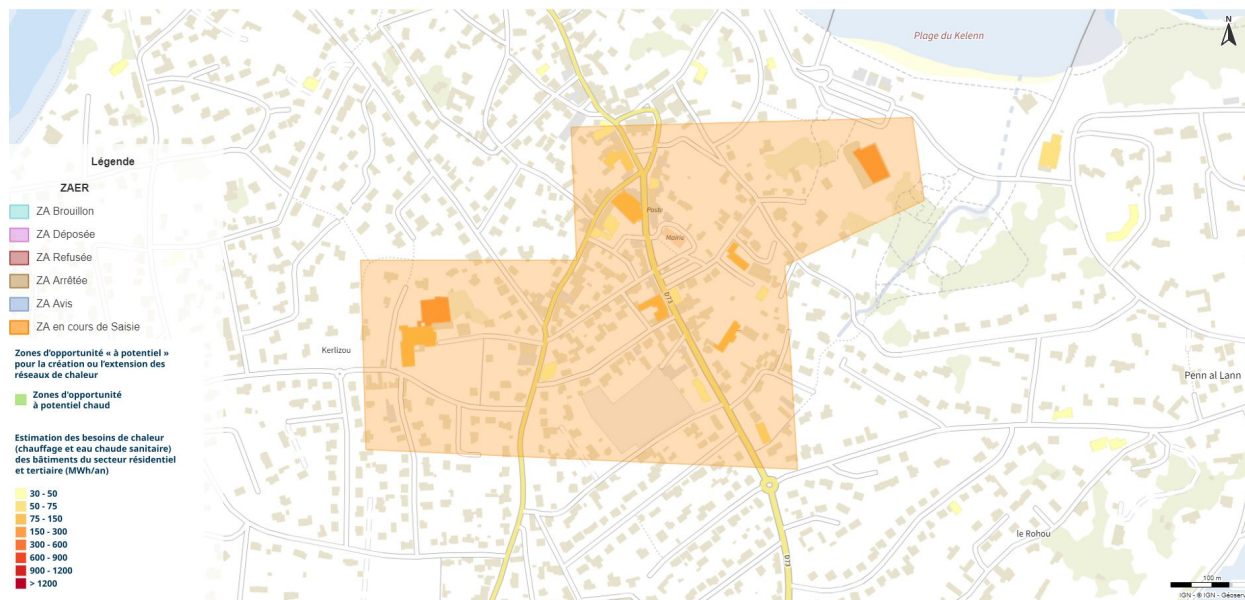 Plage du Kelenn
N
Légende
ZAER
ZA Brouillon
ZA Déposée
ZA Refusée
ZA Arrêtée
ZA Avis
ZA en cours de Saisie
Zones d'opportunité « à potentiel »
pour la création ou l'extension des
réseaux de chaleur
Zones d'opportunité
à potentiel chaud
Estimation des besoins de chaleur
(chauffage et eau chaude sanitaire)
des bâtiments du secteur résidentiel
et tertiaire (MWh/an)
30 - 50
50 - 75
75 - 150
150 - 300
300 - 600
600 - 900
900 - 1200
> 1200
Poste
Mairie
D73
Kerlizou
Penn al Lann
le Rohou
D73
100 m
IGN - © IGN - Géoserv